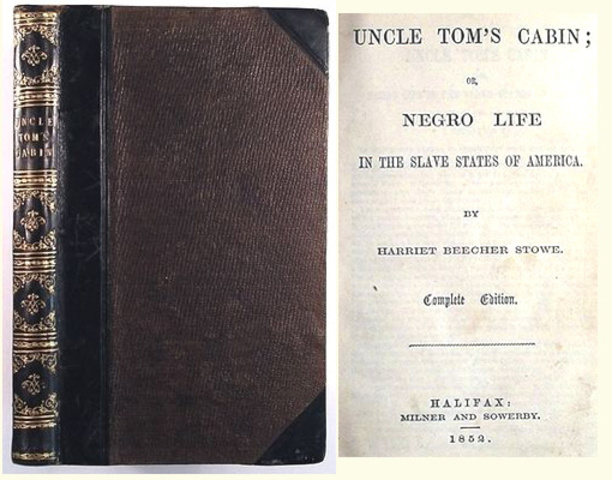 UNCLE
TOM'S
CABIN
UNCLE TOM'S CABIN;
OR,
NEGRO LIFE
IN THE SLAVE STATES OF AMERICA.
BY
HARRIET BEECHER STOWE.
Complete Edition.
HALIFAX:
MILNER AND SOWERBY.
1852.